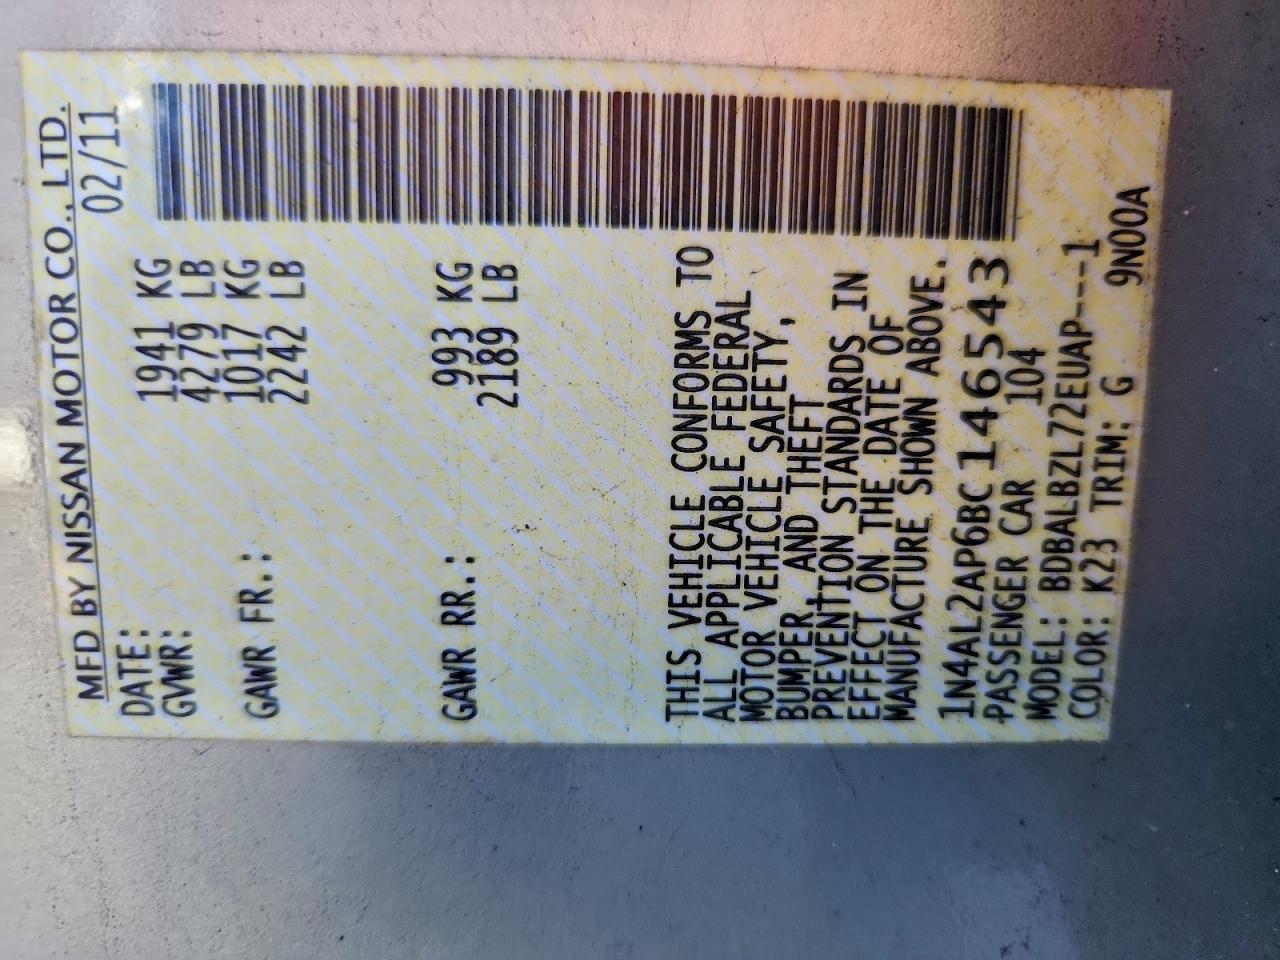 MFD BY NISSAN MOTOR CO., LTD.
DATE: 02/11
GVWR: 1941 KG
4279 LB
GAWR FR.: 1017 KG
2242 LB
GAWR RR.: 993 KG
2189 LB
THIS VEHICLE CONFORMS TO
ALL APPLICABLE FEDERAL
MOTOR VEHICLE SAFETY,
BUMPER, AND THEFT
PREVENTION STANDARDS IN
EFFECT ON THE DATE OF
MANUFACTURE SHOWN ABOVE.
1N4AL2AP6BC146543
PASSENGER CAR 104
MODEL: BDBALBZL72EUAP----1
COLOR: K23 TRIM: G 9N00A